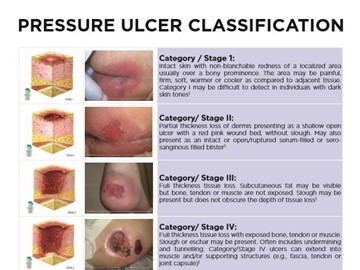 PRESSURE ULCER CLASSIFICATION
Category / Stage 1:
Intact skin with non-blanchable redness of a localized area
usually over a bony prominence. The area may be painful,
firm, soft, warmer or cooler as compared to adjacent tissue.
Category I may be difficult to detect in individuals with dark
skin tones¹
Category/ Stage II:
Partial thickness loss of dermis presenting as a shallow open
ulcer with a red pink wound bed, without slough. May also
present as an intact or open/ruptured serum-filled or sero-
sanginous filled blister¹
Category/ Stage III:
Full thickness tissue loss. Subcutaneous fat may be visible
but bone, tendon or muscle are not exposed. Slough may be
present but does not obscure the depth of tissue loss¹
Category/ Stage IV:
Full thickness tissue loss with exposed bone, tendon or muscle.
Slough or eschar may be present. Often includes undermining
and tunnelling. Category/Stage IV ulcers can extend into
muscle and/or supporting structures (e.g., fascia, tendon or
joint capsule)¹